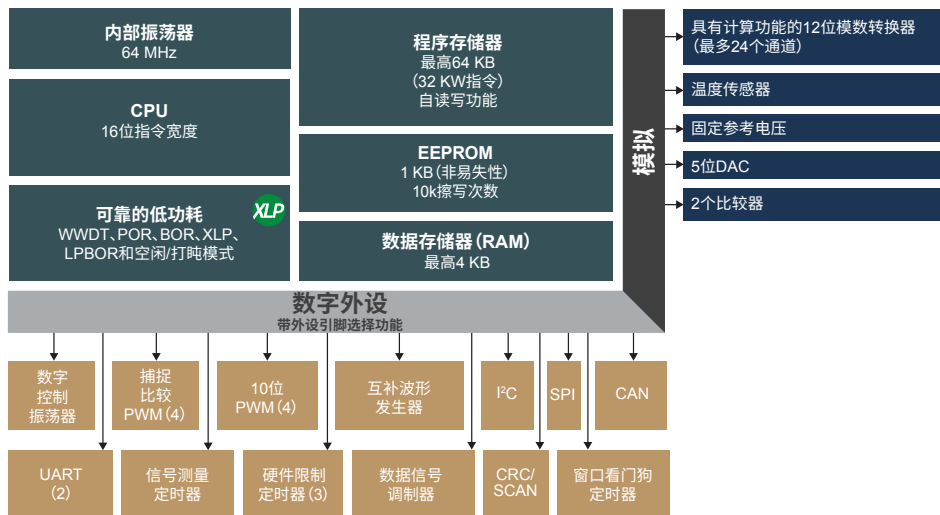 内部振荡器
64 MHz
CPU
16位指令宽度
可靠的低功耗
XLP
WWDT、POR、BOR、XLP、
LPBOR和空闲/打盹模式
程序存储器
最高64 KB
(32 KW指令)
自读写功能
EEPROM
1 KB(非易失性)
10k擦写次数
数据存储器(RAM)
最高4 KB
模拟
具有计算功能的12位模数转换器
(最多24个通道)
温度传感器
固定参考电压
5位DAC
2个比较器
数字外设
带外设引脚选择功能
数字
控制
振荡器
捕捉
比较
PWM(4)
10位
PWM(4)
互补波形
发生器
I²C
SPI
CAN
UART
(2)
信号测量
定时器
硬件限制
定时器(3)
数据信号
调制器
CRC/
SCAN
窗口看门狗
定时器